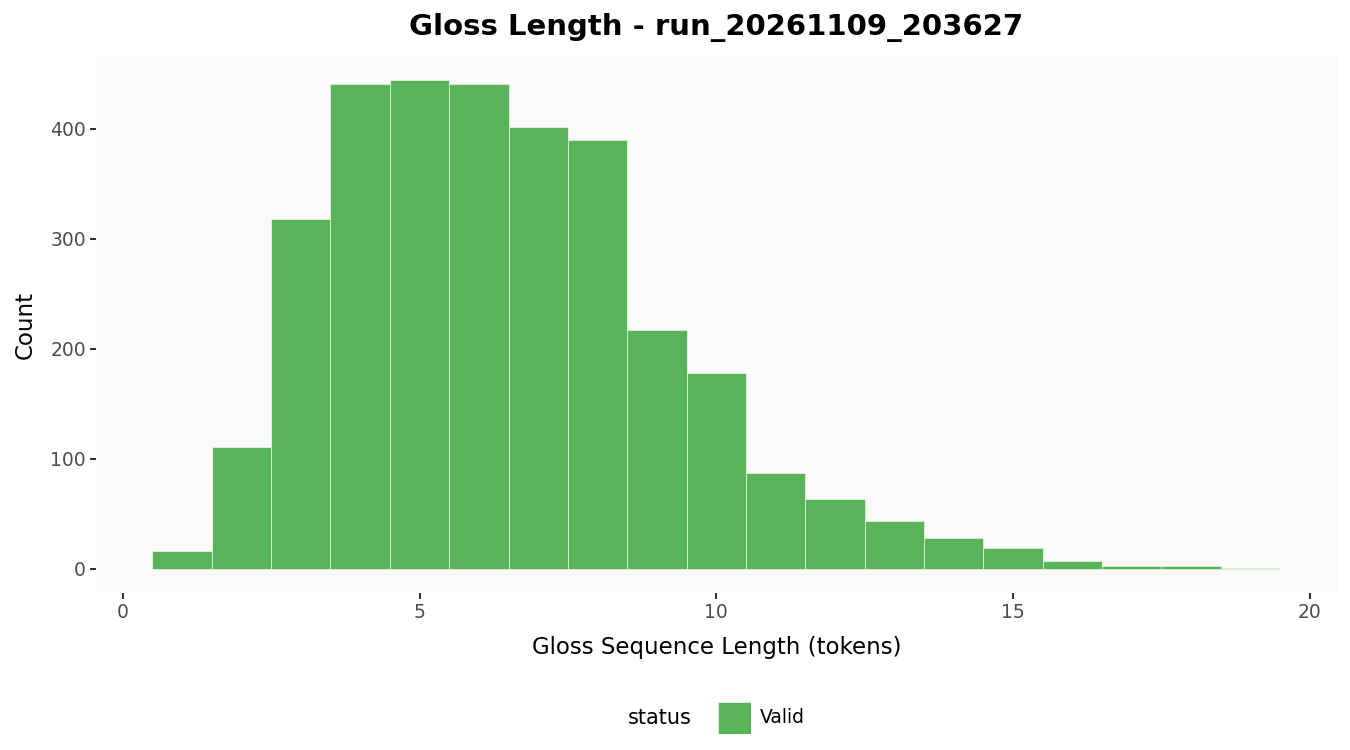 Gloss Length - run_20261109_203627
400
300
200
100
0
Count
0 5 10 15 20
Gloss Sequence Length (tokens)
status Valid